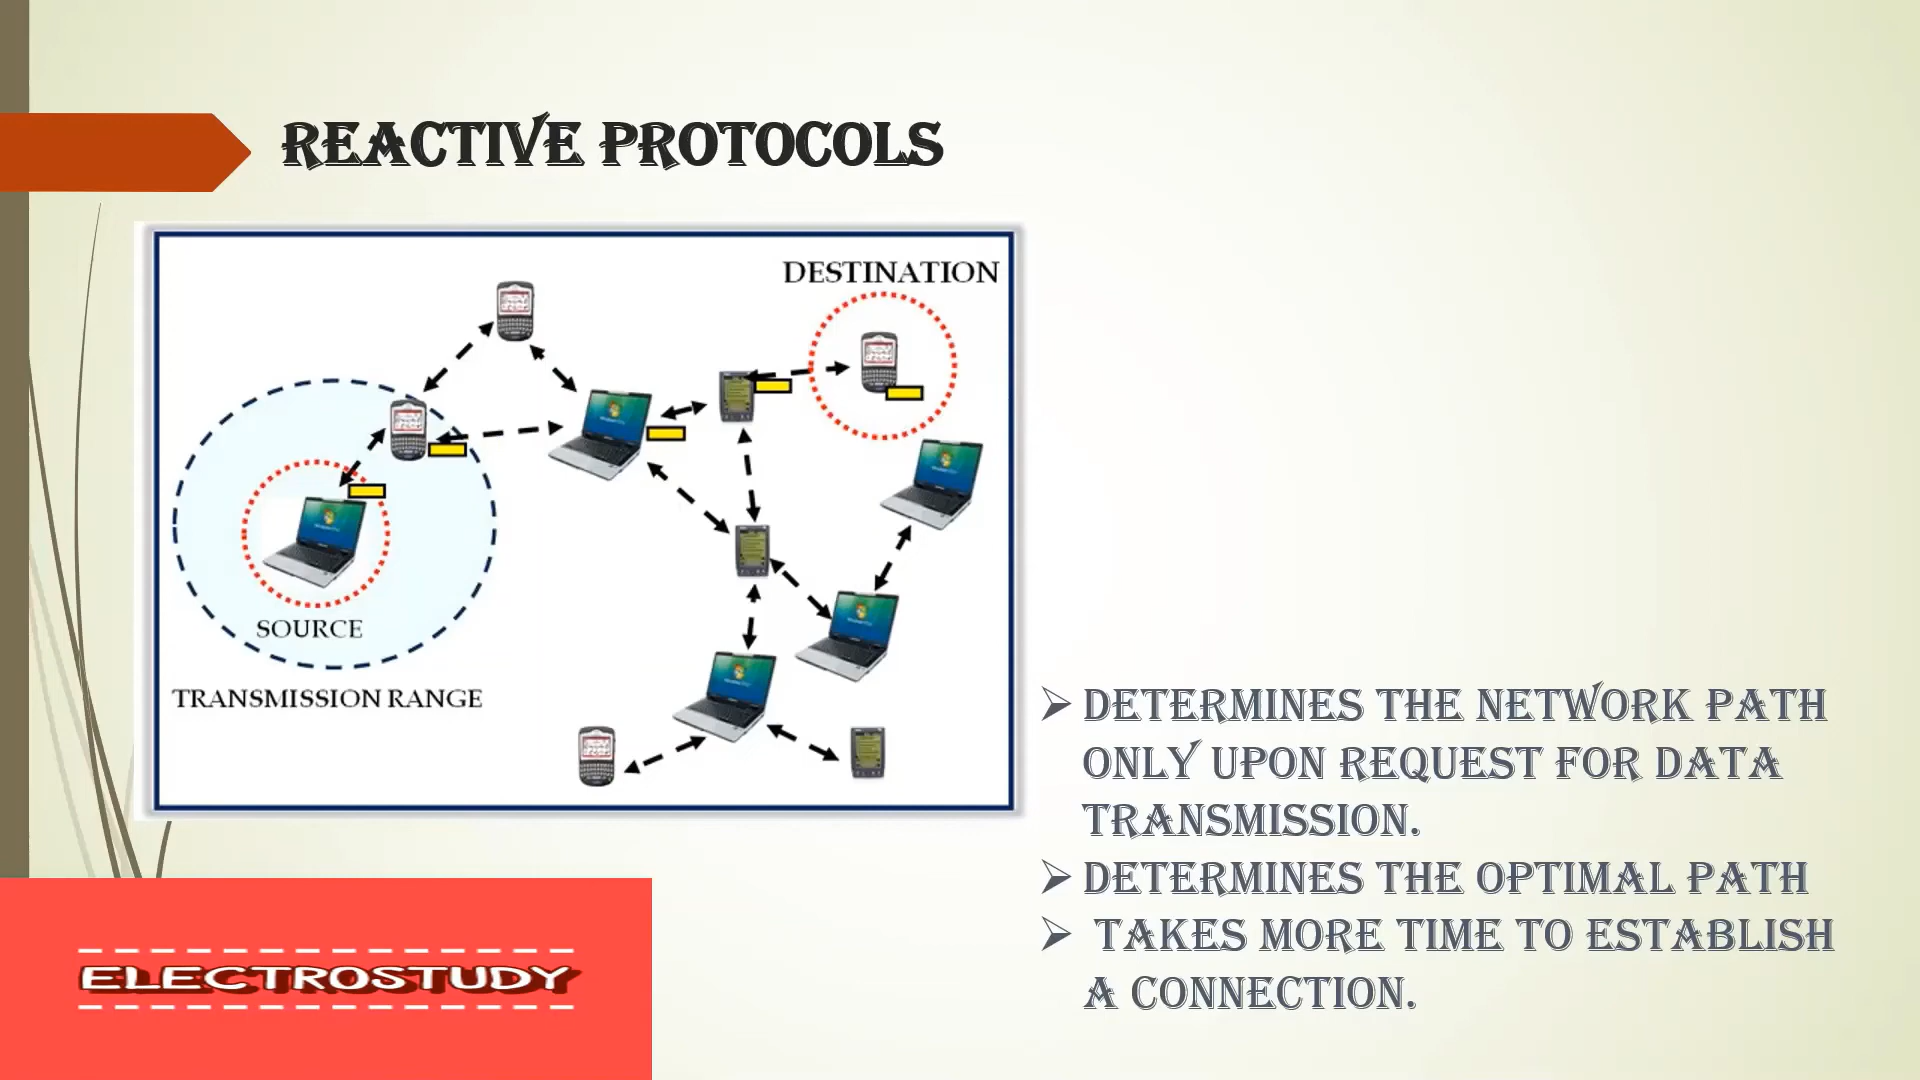 REACTIVE PROTOCOLS
DESTINATION
SOURCE
TRANSMISSION RANGE
➢ DETERMINES THE NETWORK PATH
ONLY UPON REQUEST FOR DATA
TRANSMISSION.
➢ DETERMINES THE OPTIMAL PATH
➢ TAKES MORE TIME TO ESTABLISH
A CONNECTION.
ELECTROSTUDY